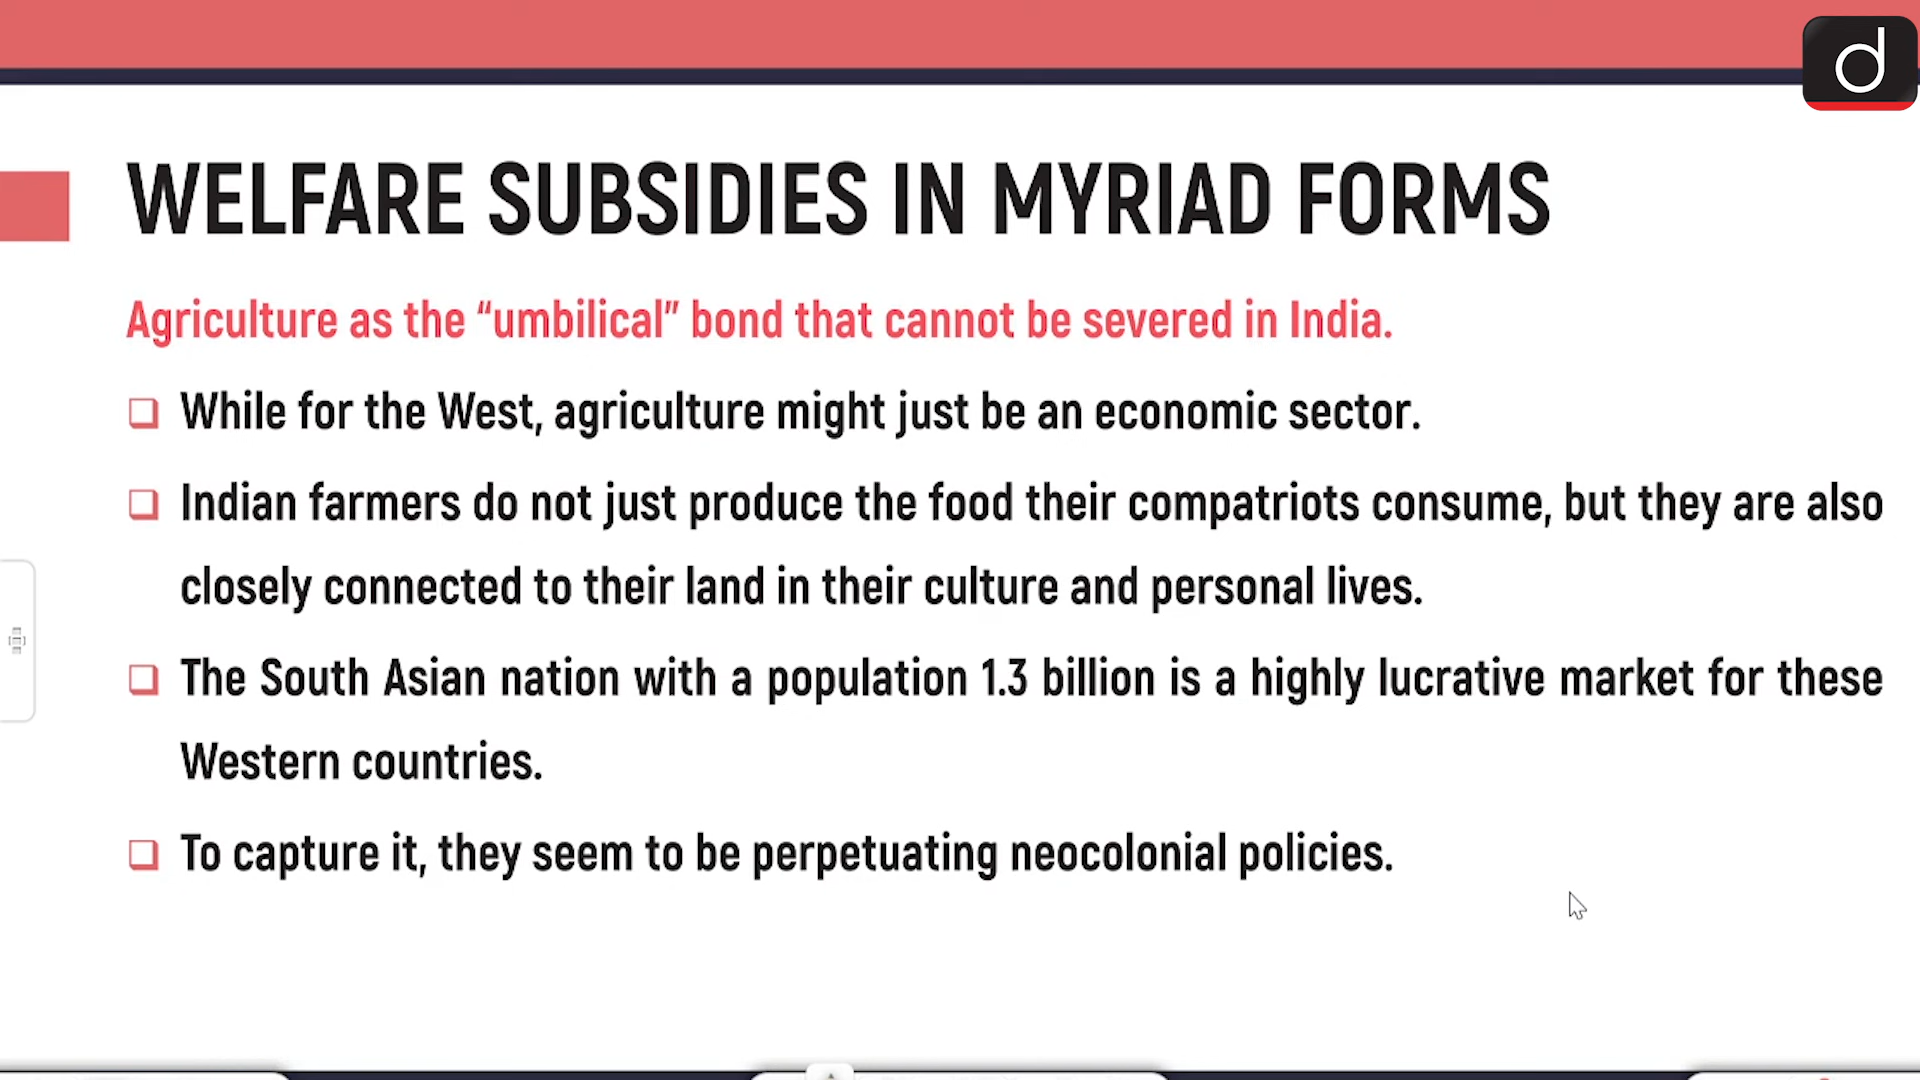 d
WELFARE SUBSIDIES IN MYRIAD FORMS
Agriculture as the “umbilical” bond that cannot be severed in India.
While for the West, agriculture might just be an economic sector.
Indian farmers do not just produce the food their compatriots consume, but they are also
closely connected to their land in their culture and personal lives.
The South Asian nation with a population 1.3 billion is a highly lucrative market for these
Western countries.
To capture it, they seem to be perpetuating neocolonial policies.